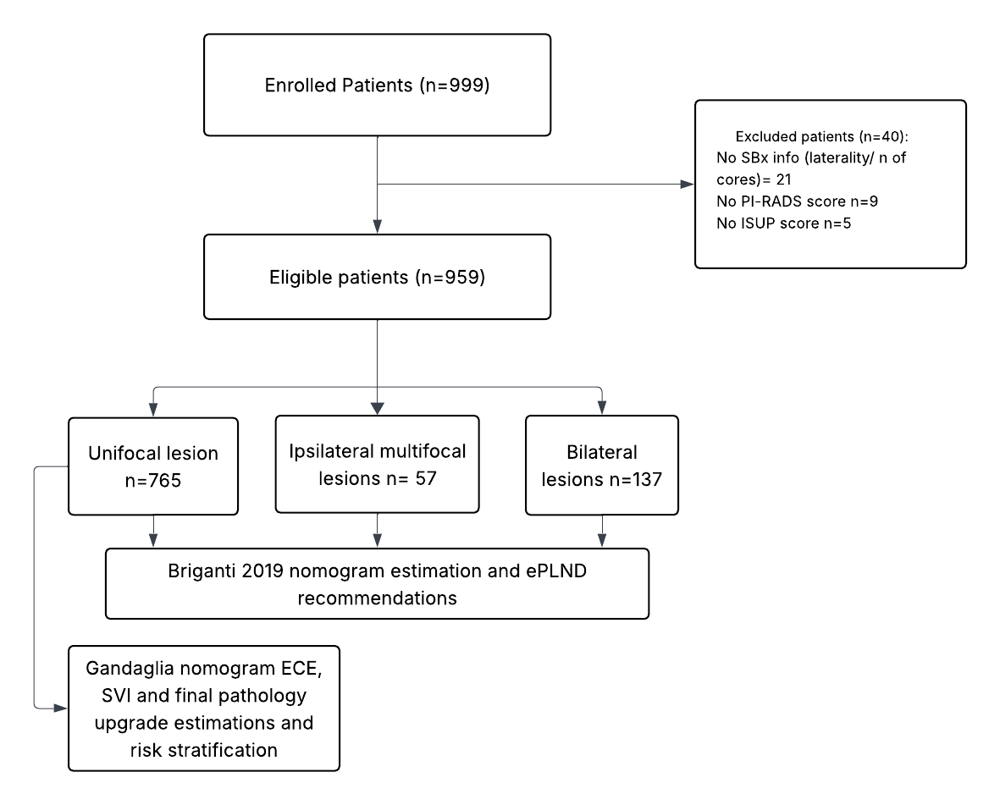 Enrolled Patients (n=999)
Excluded patients (n=40):
No SBx info (laterality/ n of
cores)= 21
No PI-RADS score n=9
No ISUP score n=5
Eligible patients (n=959)
Unifocal lesion
n=765
Ipsilateral multifocal
lesions n= 57
Bilateral
lesions n=137
Briganti 2019 nomogram estimation and ePLND
recommendations
Gandaglia nomogram ECE,
SVI and final pathology
upgrade estimations and
risk stratification